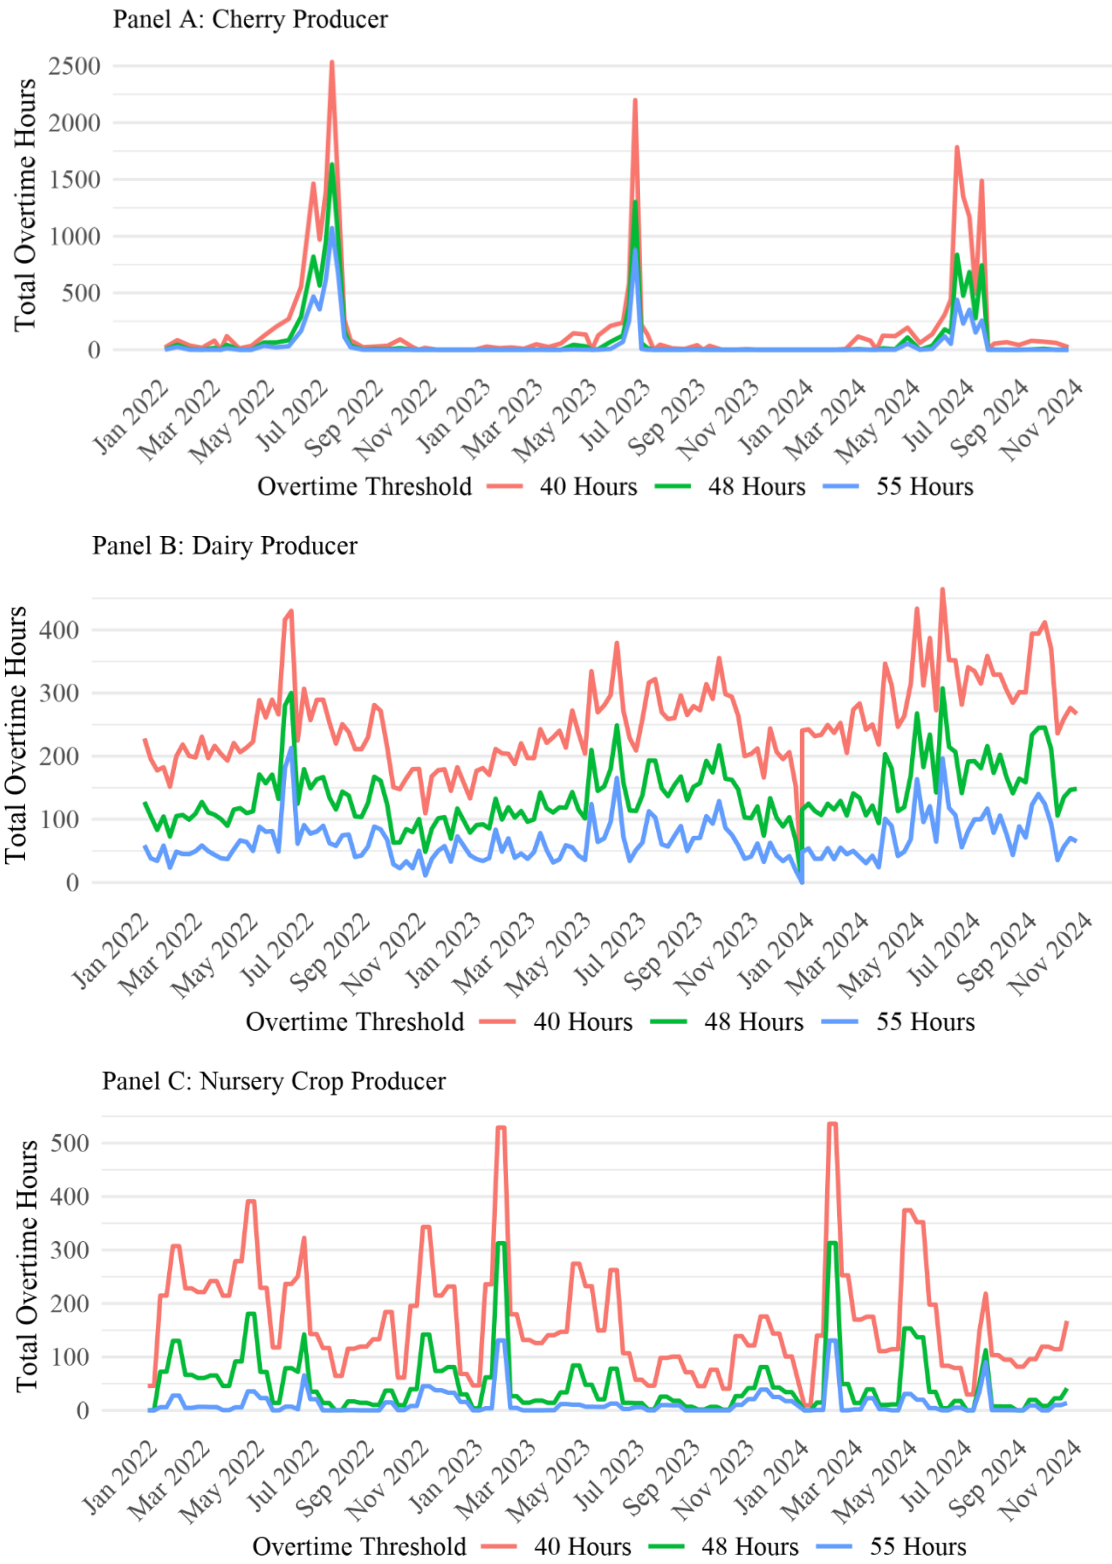 Panel A: Cherry Producer
Total Overtime Hours
2500
2000
1500
1000
500
0
Jan 2022 Mar 2022 May 2022 Jul 2022 Sep 2022 Nov 2022 Jan 2023 Mar 2023 May 2023 Jul 2023 Sep 2023 Nov 2023 Jan 2024 Mar 2024 May 2024 Jul 2024 Sep 2024 Nov 2024
Overtime Threshold 40 Hours 48 Hours 55 Hours
Panel B: Dairy Producer
Total Overtime Hours
400
300
200
100
0
Jan 2022 Mar 2022 May 2022 Jul 2022 Sep 2022 Nov 2022 Jan 2023 Mar 2023 May 2023 Jul 2023 Sep 2023 Nov 2023 Jan 2024 Mar 2024 May 2024 Jul 2024 Sep 2024 Nov 2024
Overtime Threshold 40 Hours 48 Hours 55 Hours
Panel C: Nursery Crop Producer
Total Overtime Hours
500
400
300
200
100
0
Jan 2022 Mar 2022 May 2022 Jul 2022 Sep 2022 Nov 2022 Jan 2023 Mar 2023 May 2023 Jul 2023 Sep 2023 Nov 2023 Jan 2024 Mar 2024 May 2024 Jul 2024 Sep 2024 Nov 2024
Overtime Threshold 40 Hours 48 Hours 55 Hours